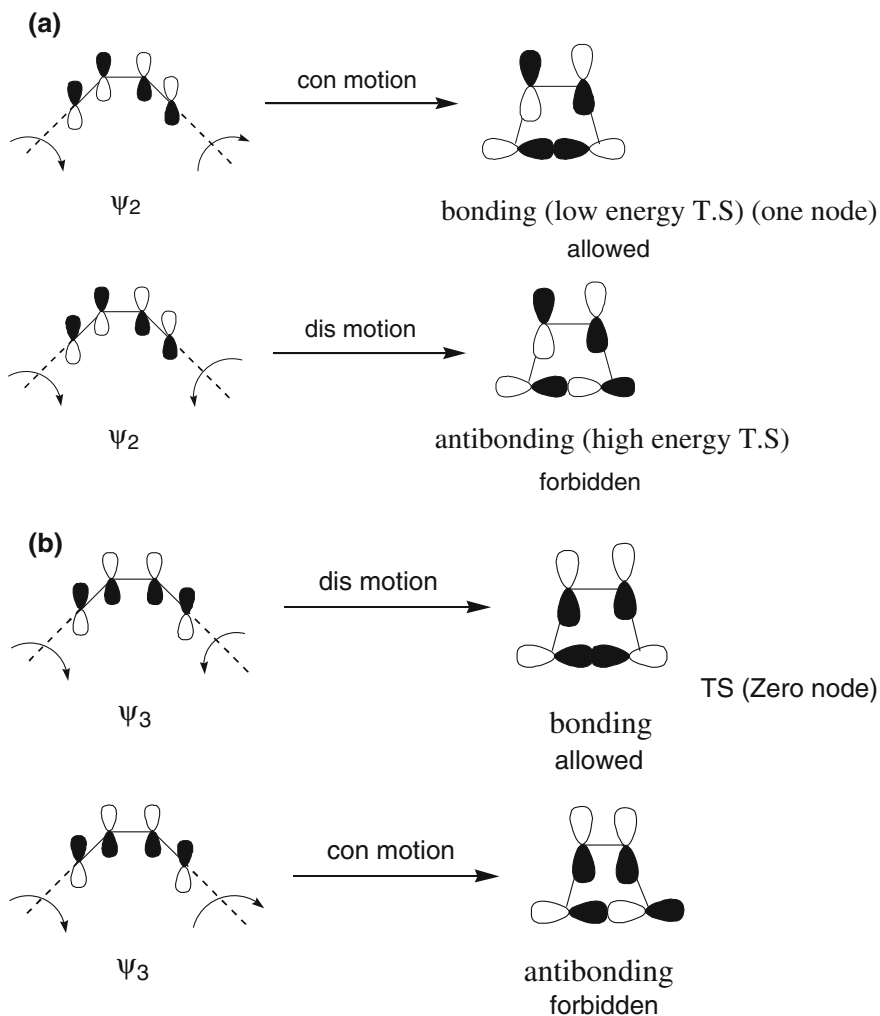 (a)
con motion
ψ2
bonding (low energy T.S) (one node)
allowed
dis motion
ψ2
antibonding (high energy T.S)
forbidden
(b)
dis motion
ψ3
TS (Zero node)
bonding
allowed
con motion
ψ3
antibonding
forbidden